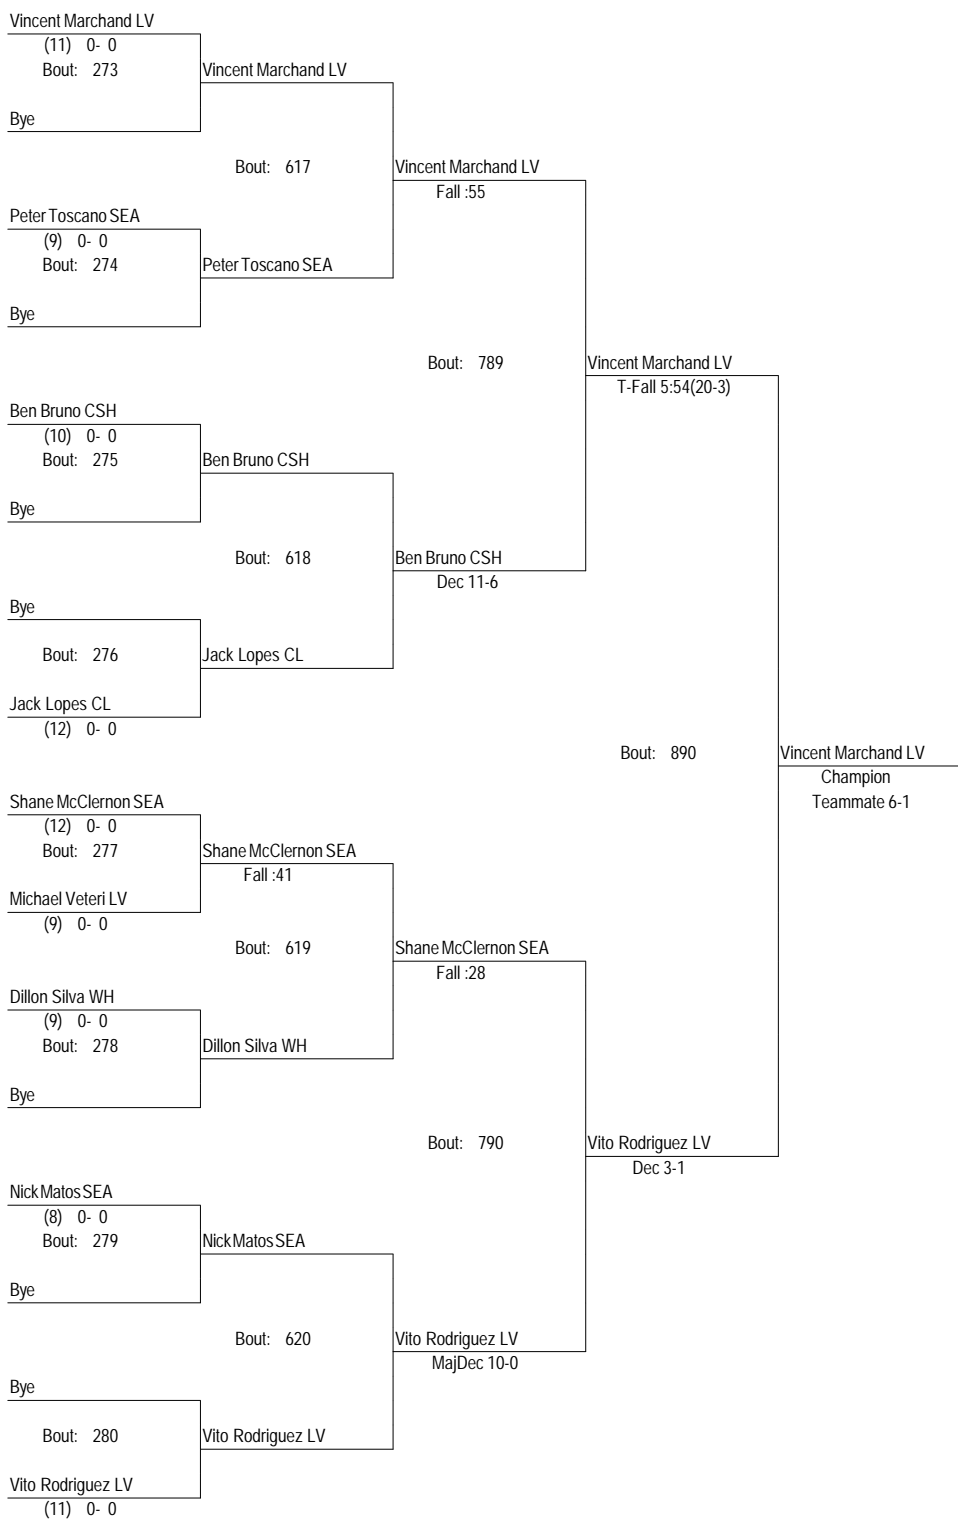 Vincent Marchand LV
(11) 0- 0
Bout: 273
Vincent Marchand LV
Bye
Bout: 617
Vincent Marchand LV
Fall :55
Peter Toscano SEA
(9) 0- 0
Bout: 274
Peter Toscano SEA
Bye
Bout: 789
Vincent Marchand LV
T-Fall 5:54(20-3)
Ben Bruno CSH
(10) 0- 0
Bout: 275
Ben Bruno CSH
Bye
Bout: 618
Ben Bruno CSH
Dec 11-6
Bye
Bout: 276
Jack Lopes CL
Jack Lopes CL
(12) 0- 0
Bout: 890
Vincent Marchand LV
Champion
Teammate 6-1
Shane McClernon SEA
(12) 0- 0
Bout: 277
Shane McClernon SEA
Fall :41
Michael Veteri LV
(9) 0- 0
Bout: 619
Shane McClernon SEA
Fall :28
Dillon Silva WH
(9) 0- 0
Bout: 278
Dillon Silva WH
Bye
Bout: 790
Vito Rodriguez LV
Dec 3-1
Nick Matos SEA
(8) 0- 0
Bout: 279
Nick Matos SEA
Bye
Bout: 620
Vito Rodriguez LV
MajDec 10-0
Bye
Bout: 280
Vito Rodriguez LV
Vito Rodriguez LV
(11) 0- 0